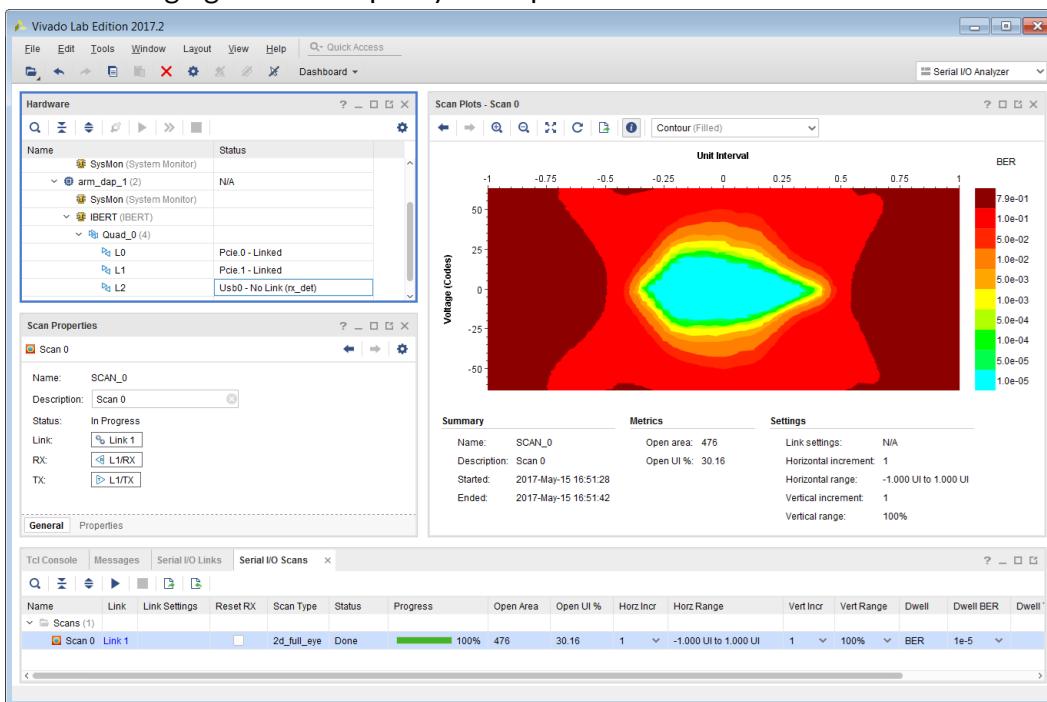 Vivado Lab Edition 2017.2
File Edit Tools Window Layout View Help Quick Access
Dashboard
Serial I/O Analyzer
Hardware
Name Status
SysMon (System Monitor)
arm_dap_1 (2) N/A
SysMon (System Monitor)
IBERT (IBERT)
Quad_0 (4)
L0 Pcie.0 - Linked
L1 Pcie.1 - Linked
L2 Usb0 - No Link (rx_det)
Scan Properties
Scan 0
Name: SCAN_0
Description: Scan 0
Status: In Progress
Link: Link 1
RX: L1/RX
TX: L1/TX
General Properties
Scan Plots - Scan 0
Contour (Filled)
Unit Interval
BER
-1 -0.75 -0.5 -0.25 0 0.25 0.5 0.75 1
Voltage (Codes)
50
25
0
-25
-50
7.9e-01
1.0e-01
5.0e-02
1.0e-02
5.0e-03
1.0e-03
5.0e-04
1.0e-04
5.0e-05
1.0e-05
Summary Metrics Settings
Name: SCAN_0 Open area: 476 Link settings: N/A
Description: Scan 0 Open UI %: 30.16 Horizontal increment: 1
Started: 2017-May-15 16:51:28 Horizontal range: -1.000 UI to 1.000 UI
Ended: 2017-May-15 16:51:42 Vertical increment: 1
Vertical range: 100%
Tcl Console Messages Serial I/O Links Serial I/O Scans
Name Link Link Settings Reset RX Scan Type Status Progress Open Area Open UI % Horz Incr Horz Range Vert Incr Vert Range Dwell Dwell BER Dwell
Scans (1)
Scan 0 Link 1 2d_full_eye Done 100% 476 30.16 1 -1.000 UI to 1.000 UI 1 100% BER 1e-5